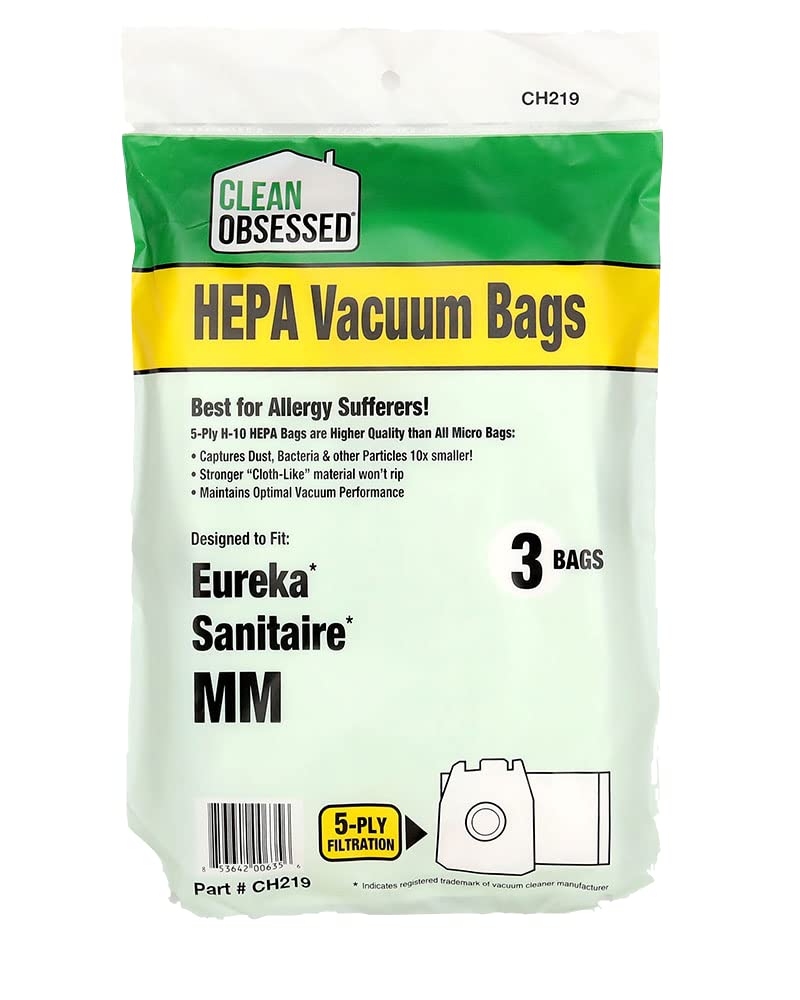 CH219
CLEAN
OBSESSED®
HEPA Vacuum Bags
Best for Allergy Sufferers!
5-Ply H-10 HEPA Bags are Higher Quality than All Micro Bags:
• Captures Dust, Bacteria & other Particles 10x smaller!
• Stronger “Cloth-Like” material won’t rip
• Maintains Optimal Vacuum Performance
Designed to Fit:
Eureka*
Sanitaire*
MM
3 BAGS
5-PLY
FILTRATION
8 53642 00635 6
Part # CH219
* Indicates registered trademark of vacuum cleaner manufacturer